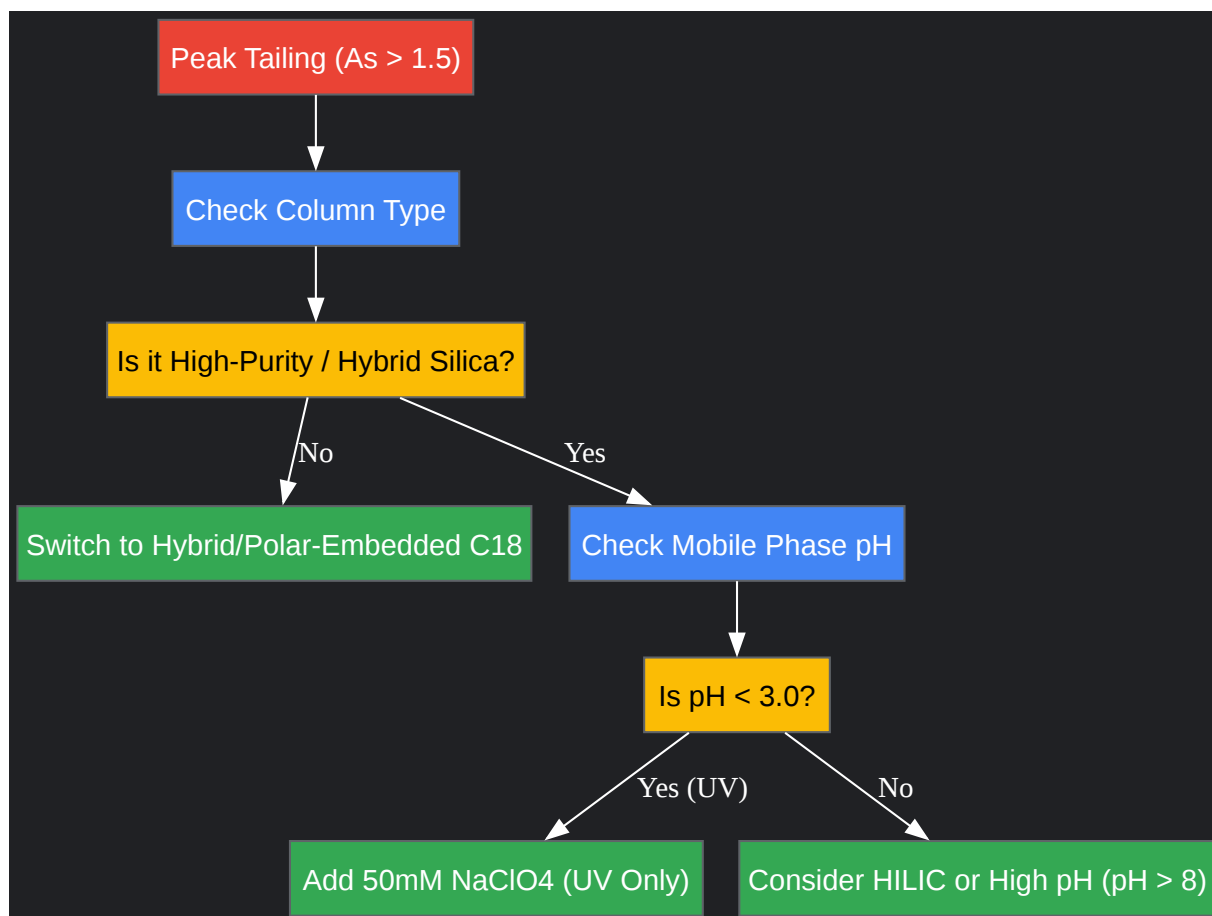 Peak Tailing (As > 1.5)
Check Column Type
Is it High-Purity / Hybrid Silica?
No
Yes
Switch to Hybrid/Polar-Embedded C18
Check Mobile Phase pH
Is pH < 3.0?
Yes (UV)
No
Add 50mM NaClO4 (UV Only)
Consider HILIC or High pH (pH > 8)